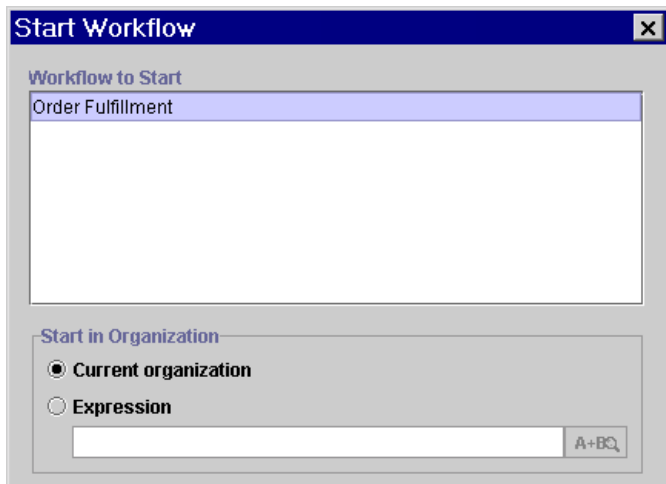 Start Workflow
Workflow to Start
Order Fulfillment
Start in Organization
Current organization
Expression
A+B